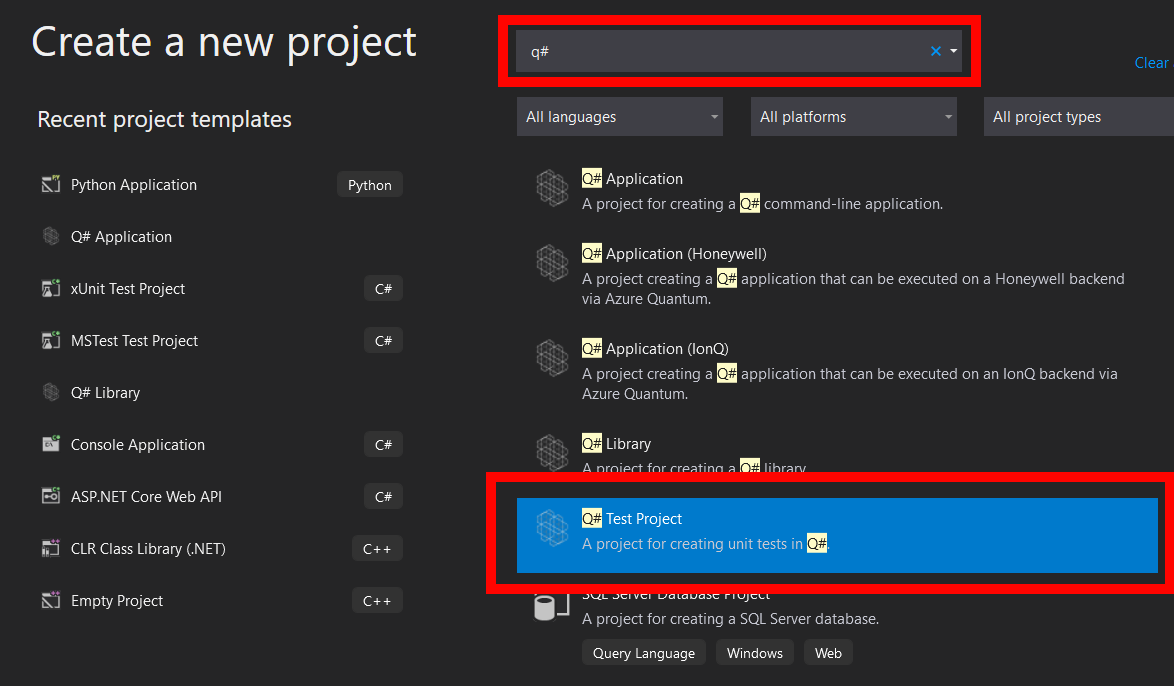 Create a new project
q#
Clear
Recent project templates
All languages
All platforms
All project types
Python Application
Python
Q# Application
xUnit Test Project
C#
MSTest Test Project
C#
Q# Library
Console Application
C#
ASP.NET Core Web API
C#
CLR Class Library (.NET)
C++
Empty Project
C++
Q# Application
A project for creating a Q# command-line application.
Q# Application (Honeywell)
A project creating a Q# application that can be executed on a Honeywell backend
via Azure Quantum.
Q# Application (IonQ)
A project creating a Q# application that can be executed on an IonQ backend via
Azure Quantum.
Q# Library
A project for creating a Q# library.
Q# Test Project
A project for creating unit tests in Q#.
SQL Server Database Project
A project for creating a SQL Server database.
Query Language
Windows
Web